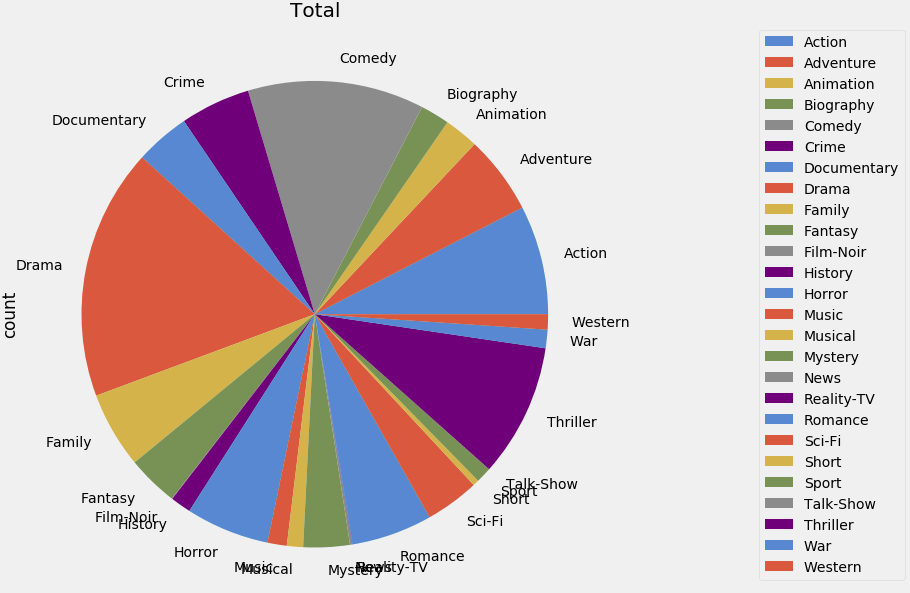 Total
Comedy
Crime
Biography
Animation
Documentary
Adventure
Drama
Action
count
Western
War
Thriller
Family
Talk-Show
Sport
Short
Fantasy
Film-Noir
History
Sci-Fi
Horror
Romance
Music
Musical
Mystery
News
Reality-TV
Action
Adventure
Animation
Biography
Comedy
Crime
Documentary
Drama
Family
Fantasy
Film-Noir
History
Horror
Music
Musical
Mystery
News
Reality-TV
Romance
Sci-Fi
Short
Sport
Talk-Show
Thriller
War
Western